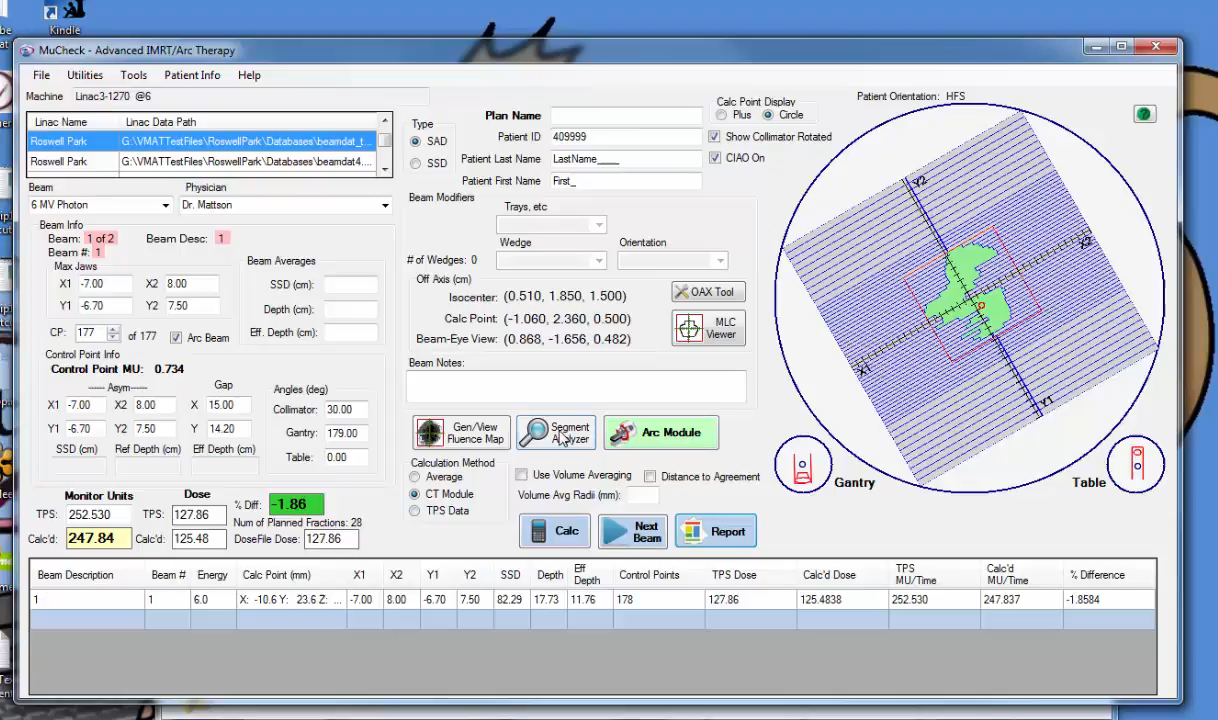 Kindle
MuCheck - Advanced IMRT/Arc Therapy
File Utilities Tools Patient Info Help
Machine Linac3-1270 @6
Linac Name Linac Data Path
Roswell Park G:\VMATTestFiles\RoswellPark\Databases\beamdat_t...
Roswell Park G:\VMATTestFiles\RoswellPark\Databases\beamdat4....
Beam Physician
6 MV Photon Dr. Mattson
Beam Info
Beam: 1 of 2 Beam Desc: 1
Beam #: 1
Max Jaws
X1 -7.00 X2 8.00
Y1 -6.70 Y2 7.50
CP: 177 of 177 Arc Beam
Beam Averages
SSD (cm):
Depth (cm):
Eff. Depth (cm):
Control Point Info
Control Point MU: 0.734
----- Asym----- Gap
X1 -7.00 X2 8.00 X 15.00
Y1 -6.70 Y2 7.50 Y 14.20
SSD (cm) Ref Depth (cm) Eff Depth (cm)
Angles (deg)
Collimator: 30.00
Gantry: 179.00
Table: 0.00
Monitor Units Dose
TPS: 252.530 TPS: 127.86
Calc'd: 247.84 Calc'd: 125.48
% Diff: -1.86
Num of Planned Fractions: 28
DoseFile Dose: 127.86
Type
SAD
SSD
Plan Name
Patient ID 409999
Patient Last Name LastName____
Patient First Name First_
Calc Point Display
Plus Circle
Show Collimator Rotated
CIAO On
Beam Modifiers
Trays, etc
Wedge Orientation
# of Wedges: 0
Off Axis (cm)
Isocenter: (0.510, 1.850, 1.500)
Calc Point: (-1.060, 2.360, 0.500)
Beam-Eye View: (0.868, -1.656, 0.482)
OAX Tool
MLC
Viewer
Beam Notes:
Gen/View
Fluence Map
Segment
Analyzer
Arc Module
Calculation Method
Average
CT Module
TPS Data
Use Volume Averaging Distance to Agreement
Volume Avg Radii (mm):
Calc
Next
Beam
Report
Patient Orientation: HFS
Y2
X2
X1
Y1
Gantry
Table
Beam Description Beam # Energy Calc Point (mm) X1 X2 Y1 Y2 SSD Depth Eff Depth Control Points TPS Dose Calc'd Dose TPS MU/Time Calc'd MU/Time % Difference
1 1 6.0 X: -10.6 Y: 23.6 Z: ... -7.00 8.00 -6.70 7.50 82.29 17.73 11.76 178 127.86 125.4838 252.530 247.837 -1.8584